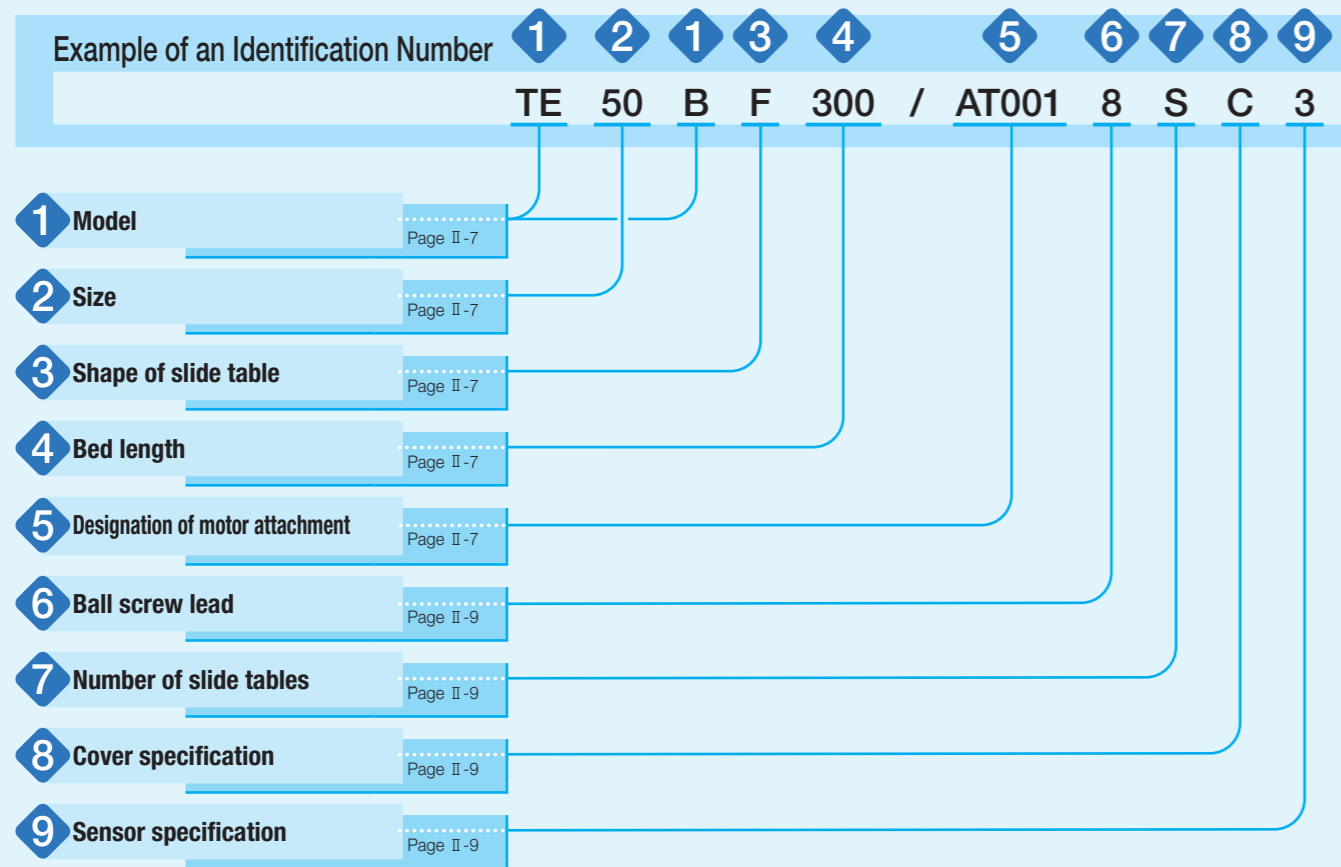 Example of an Identification Number 1 2 1 3 4 5 6 7 8 9
TE 50 B F 300 / AT001 8 S C 3
1 Model Page Ⅱ-7
2 Size Page Ⅱ-7
3 Shape of slide table Page Ⅱ-7
4 Bed length Page Ⅱ-7
5 Designation of motor attachment Page Ⅱ-7
6 Ball screw lead Page Ⅱ-9
7 Number of slide tables Page Ⅱ-9
8 Cover specification Page Ⅱ-9
9 Sensor specification Page Ⅱ-9